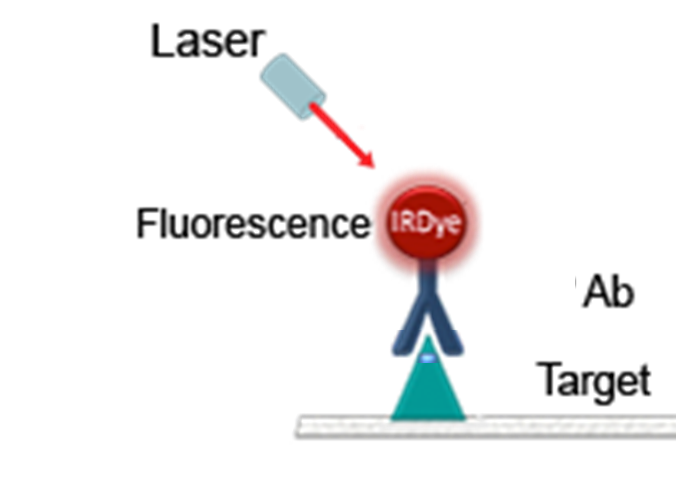 Laser
Fluorescence
IRDye
Ab
Target